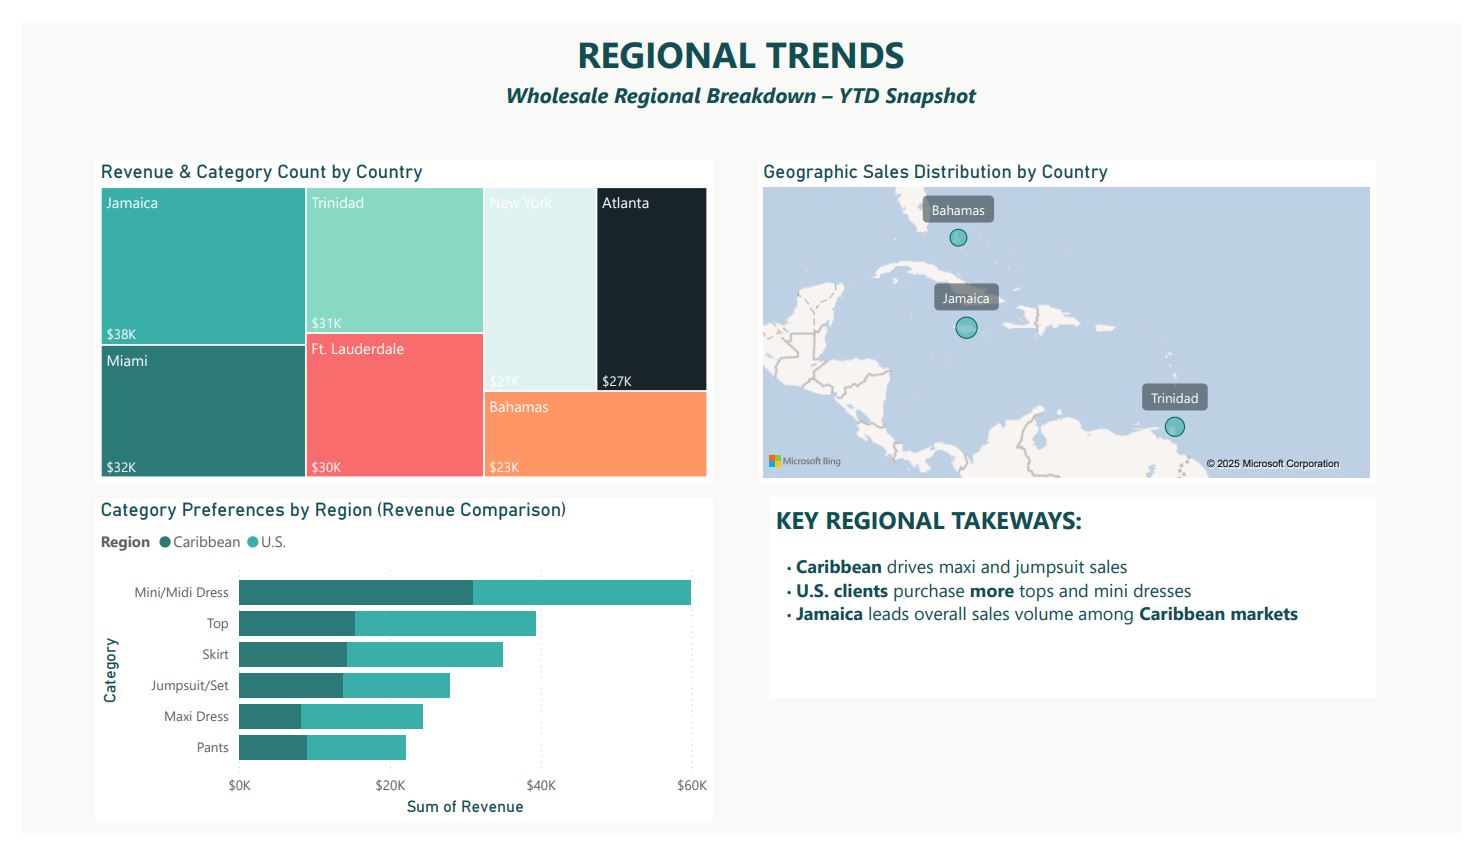 REGIONAL TRENDS
Wholesale Regional Breakdown – YTD Snapshot
Revenue & Category Count by Country
Jamaica
$38K
Miami
$32K
Trinidad
$31K
Ft. Lauderdale
$30K
New York
$27K
Atlanta
$27K
Bahamas
$23K
Geographic Sales Distribution by Country
Bahamas
Jamaica
Trinidad
Microsoft Bing
© 2025 Microsoft Corporation
Category Preferences by Region (Revenue Comparison)
Region Caribbean U.S.
Category
Mini/Midi Dress
Top
Skirt
Jumpsuit/Set
Maxi Dress
Pants
$0K $20K $40K $60K
Sum of Revenue
KEY REGIONAL TAKEWAYS:
• Caribbean drives maxi and jumpsuit sales
• U.S. clients purchase more tops and mini dresses
• Jamaica leads overall sales volume among Caribbean markets